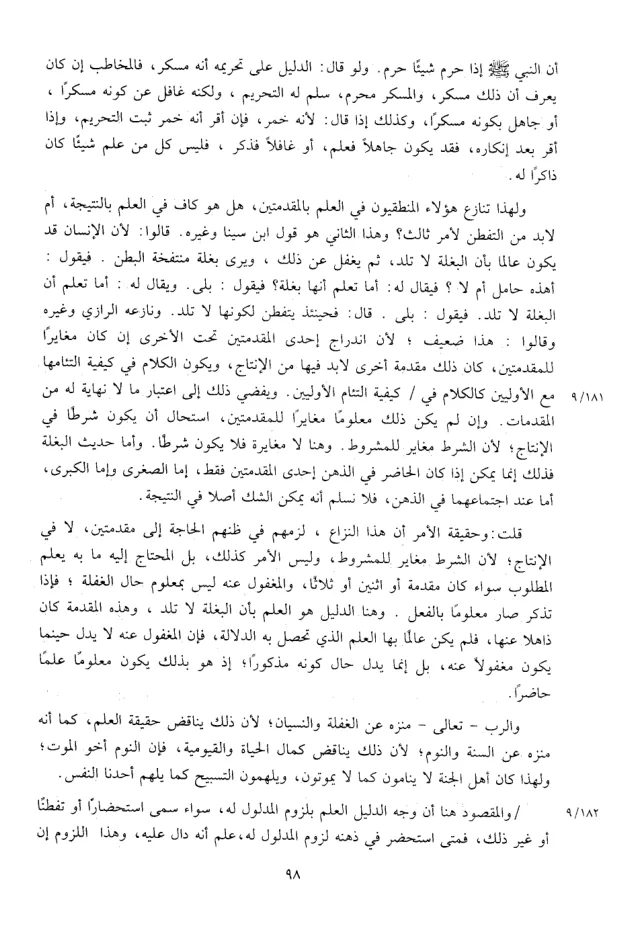 أن النبي ﷺ إذا حرم شيئًا حرم. ولو قال: الدليل على تحريمه أنه مسكر، فالمخاطب إن كان
يعرف أن ذلك مسكر، والمسكر محرم، سلم له التحريم ، ولكنه غافل عن كونه مسكرًا ،
أو جاهل بكونه مسكرًا، وكذلك إذا قال: لأنه خمر، فإن أقر أنه خمر ثبت التحريم، وإذا
أقر بعد إنكاره، فقد يكون جاهلاً فعلم، أو غافلاً فذكر ، فليس كل من علم شيئًا كان
ذاكرًا له.
ولهذا تنازع هؤلاء المنطقيون في العلم بالمقدمتين، هل هو كاف في العلم بالنتيجة، أم
لابد من التفطن لأمر ثالث؟ وهذا الثاني هو قول ابن سينا وغيره. قالوا: لأن الإنسان قد
يكون عالما بأن البغلة لا تلد، ثم يغفل عن ذلك ، ويرى بغلة منتفخة البطن . فيقول :
أهذه حامل أم لا ؟ فيقال له: أما تعلم أنها بغلة؟ فيقول: بلى. ويقال له : أما تعلم أن
البغلة لا تلد. فيقول : بلى . قال: فحينئذ يتفطن لكونها لا تلد. ونازعه الرازي وغيره
وقالوا : هذا ضعيف ؛ لأن اندراج إحدى المقدمتين تحت الأخرى إن كان مغايرًا
للمقدمتين، كان ذلك مقدمة أخرى لابد فيها من الإنتاج، ويكون الكلام في كيفية التئامها
مع الأوليين كالكلام في / كيفية التئام الأوليين. ويفضي ذلك إلى اعتبار ما لا نهاية له من ٩/١٨١
المقدمات. وإن لم يكن ذلك معلومًا مغايرًا للمقدمتين، استحال أن يكون شرطًا في
الإنتاج؛ لأن الشرط مغاير للمشروط. وهنا لا مغايرة فلا يكون شرطًا. وأما حديث البغلة
فذلك إنما يمكن إذا كان الحاضر في الذهن إحدى المقدمتين فقط، إما الصغرى وإما الكبرى،
أما عند اجتماعهما في الذهن، فلا نسلم أنه يمكن الشك أصلا في النتيجة.
قلت: وحقيقة الأمر أن هذا النزاع ، لزمهم في ظنهم الحاجة إلى مقدمتين، لا في
الإنتاج؛ لأن الشرط مغاير للمشروط، وليس الأمر كذلك، بل المحتاج إليه ما به يعلم
المطلوب سواء كان مقدمة أو اثنين أو ثلاثًا، والمغفول عنه ليس بمعلوم حال الغفلة ؛ فإذا
تذكر صار معلومًا بالفعل . وهنا الدليل هو العلم بأن البغلة لا تلد ، وهذه المقدمة كان
ذاهلا عنها، فلم يكن عالمًا بها العلم الذي تحصل به الدلالة، فإن المغفول عنه لا يدل حينما
يكون مغفولاً عنه، بل إنما يدل حال كونه مذكورًا؛ إذ هو بذلك يكون معلومًا علمًا
حاضرًا.
والرب - تعالى - منزه عن الغفلة والنسيان؛ لأن ذلك يناقض حقيقة العلم، كما أنه
منزه عن السنة والنوم؛ لأن ذلك يناقض كمال الحياة والقيومية، فإن النوم أخو الموت؛
ولهذا كان أهل الجنة لا ينامون كما لا يموتون، ويلهمون التسبيح كما يلهم أحدنا النفس.
/ والمقصود هنا أن وجه الدليل العلم بلزوم المدلول له، سواء سمى استحضارًا أو تفطنًا ٩/١٨٢
أو غير ذلك، فمتى استحضر في ذهنه لزوم المدلول له، علم أنه دال عليه، وهذا اللزوم إن
٩٨